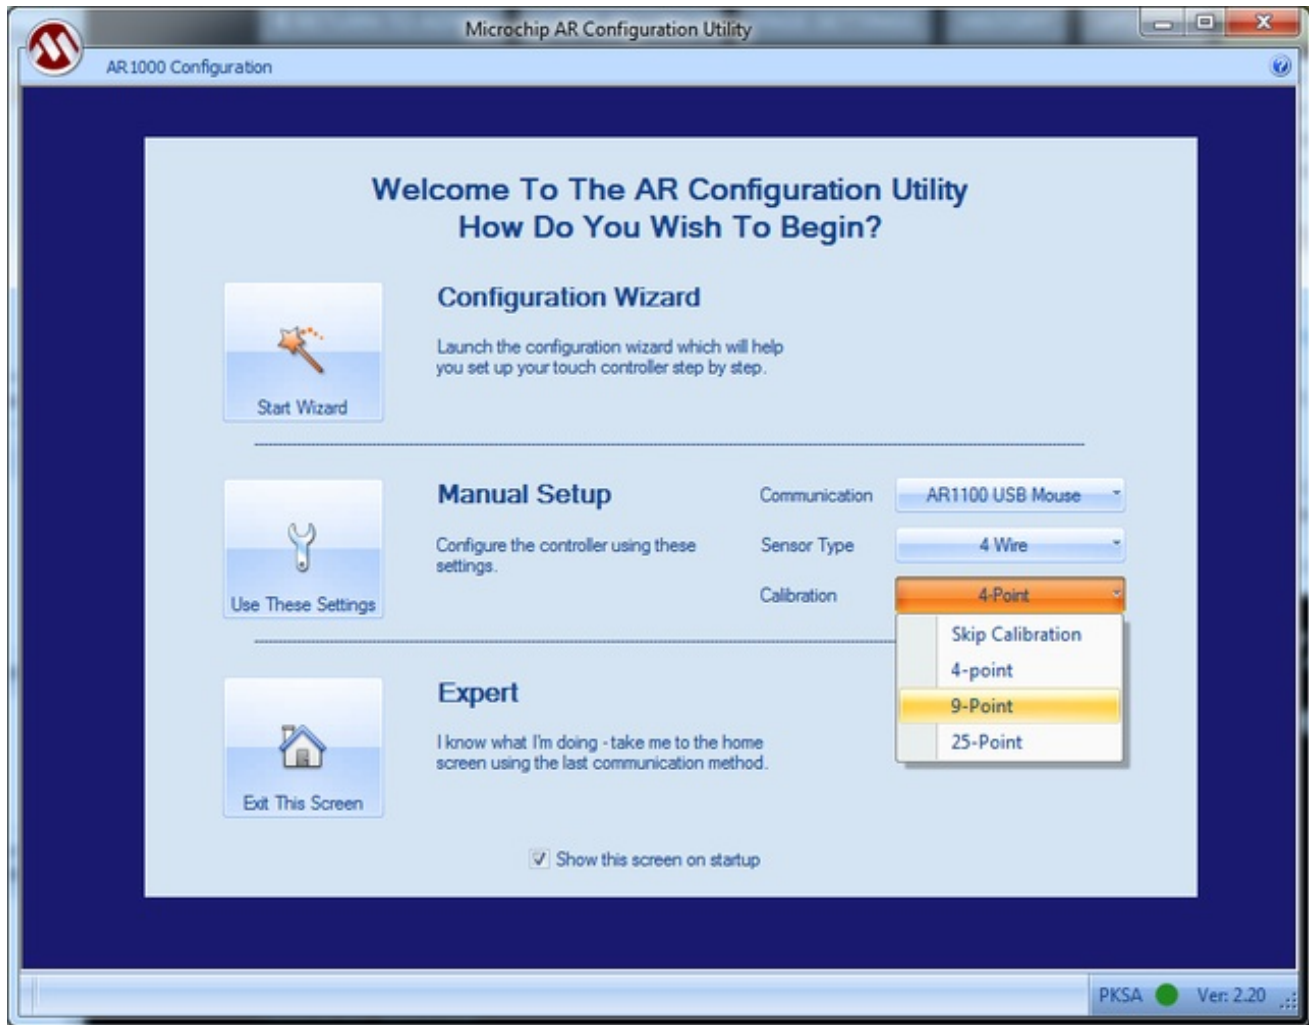 Microchip AR Configuration Utility
AR1000 Configuration
Welcome To The AR Configuration Utility
How Do You Wish To Begin?
Configuration Wizard
Launch the configuration wizard which will help
you set up your touch controller step by step.
Start Wizard
Manual Setup
Configure the controller using these
settings.
Use These Settings
Communication AR1100 USB Mouse
Sensor Type 4 Wire
Calibration 4-Point
Skip Calibration
4-point
9-Point
25-Point
Expert
I know what I'm doing - take me to the home
screen using the last communication method.
Exit This Screen
Show this screen on startup
PKSA Ver: 2.20